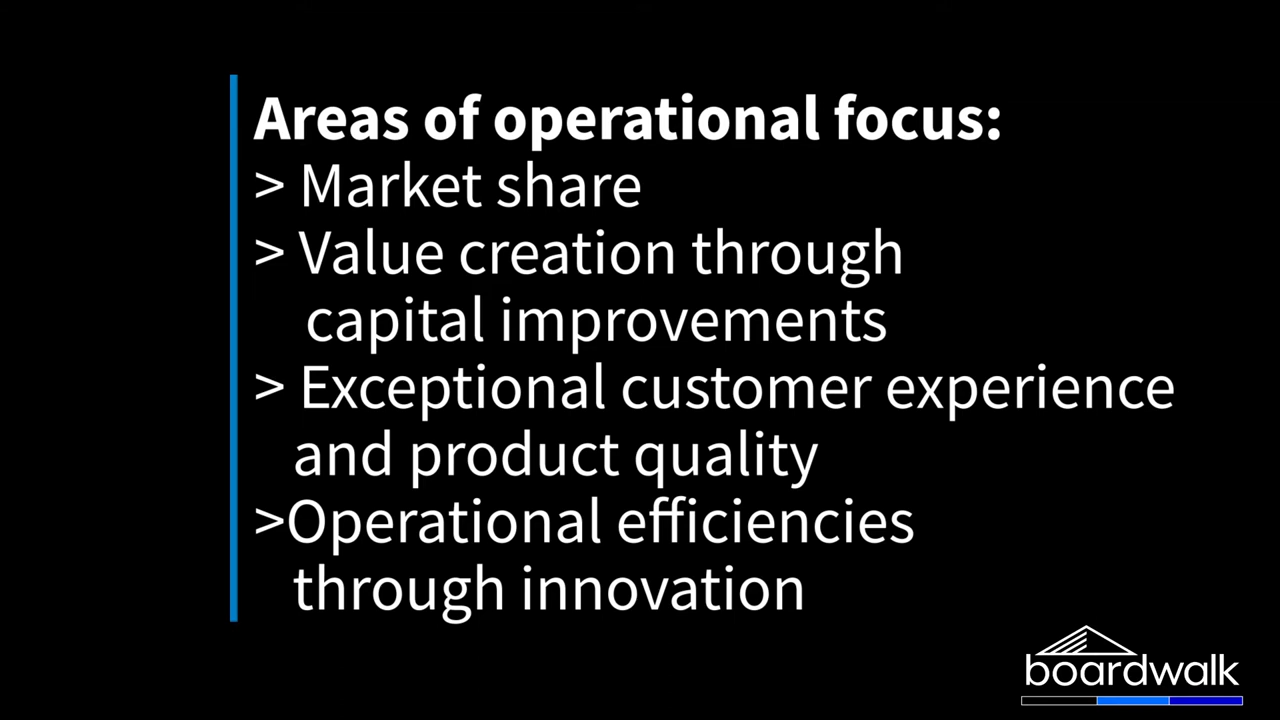 Areas of operational focus:
> Market share
> Value creation through
capital improvements
> Exceptional customer experience
and product quality
>Operational efficiencies
through innovation
boardwalk